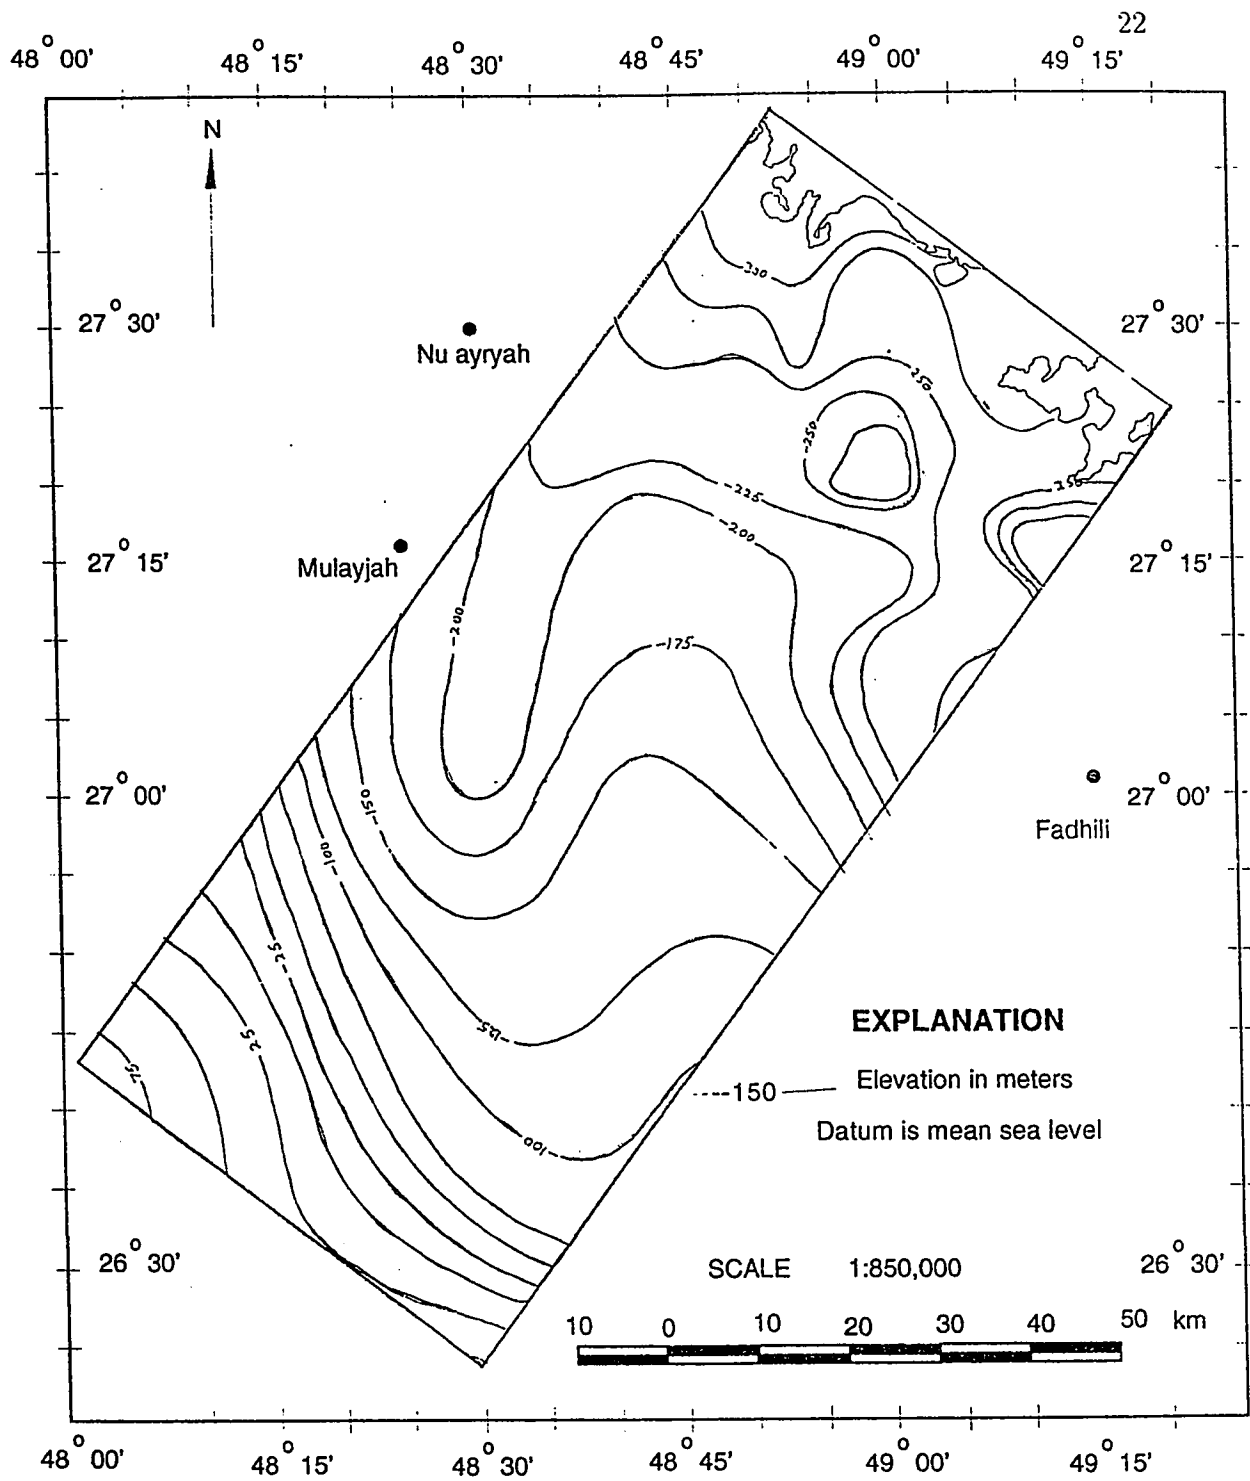 22
48° 00' 48° 15' 48° 30' 48° 45' 49° 00' 49° 15'
N
300
27° 30' 27° 30'
Nu ayryah
250
-250
-225
250
-200
27° 15' 27° 15'
Mulayjah
-200
-175
27° 00' 27° 00'
-150
Fadhili
-100
-25
-25
-125
75
-100
EXPLANATION
----150 Elevation in meters
Datum is mean sea level
26° 30' 26° 30'
SCALE 1:850,000
10 0 10 20 30 40 50 km
48° 00' 48° 15' 48° 30' 48° 45' 49° 00' 49° 15'